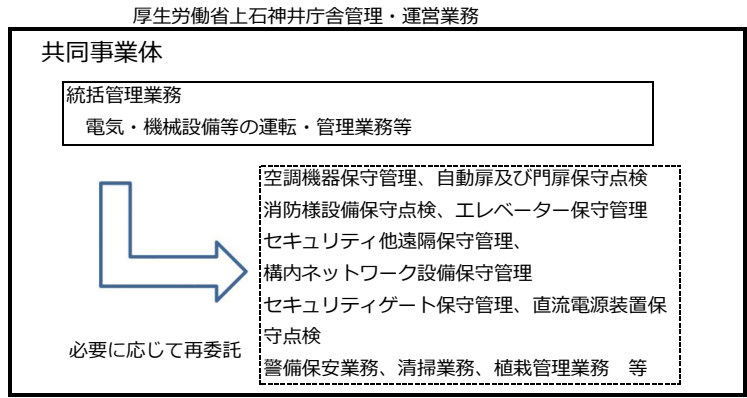 厚生労働省上石神井庁舎管理・運営業務
共同事業体
統括管理業務
電気・機械設備等の運転・管理業務等
空調機器保守管理、自動扉及び門扉保守点検
消防様設備保守点検、エレベーター保守管理
セキュリティ他遠隔保守管理、
構内ネットワーク設備保守管理
セキュリティゲート保守管理、直流電源装置保
守点検
警備保安業務、清掃業務、植栽管理業務　等
必要に応じて再委託